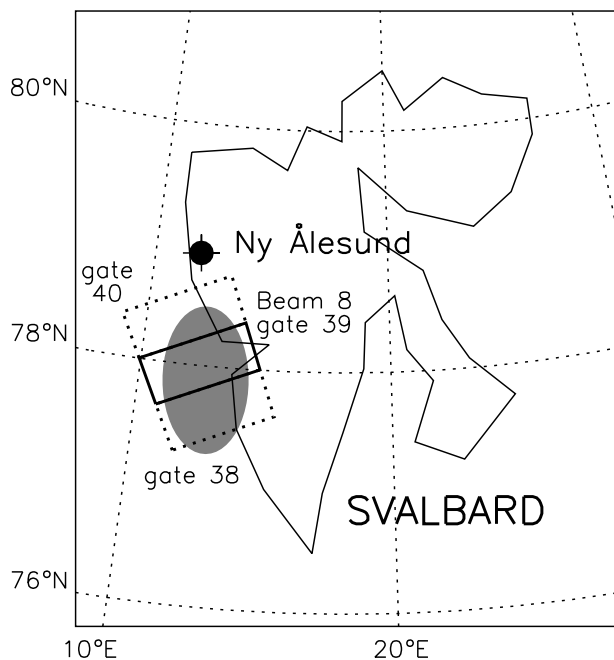 80°N
Ny Ålesund
gate
40
Beam 8
gate 39
78°N
gate 38
SVALBARD
76°N
10°E
20°E